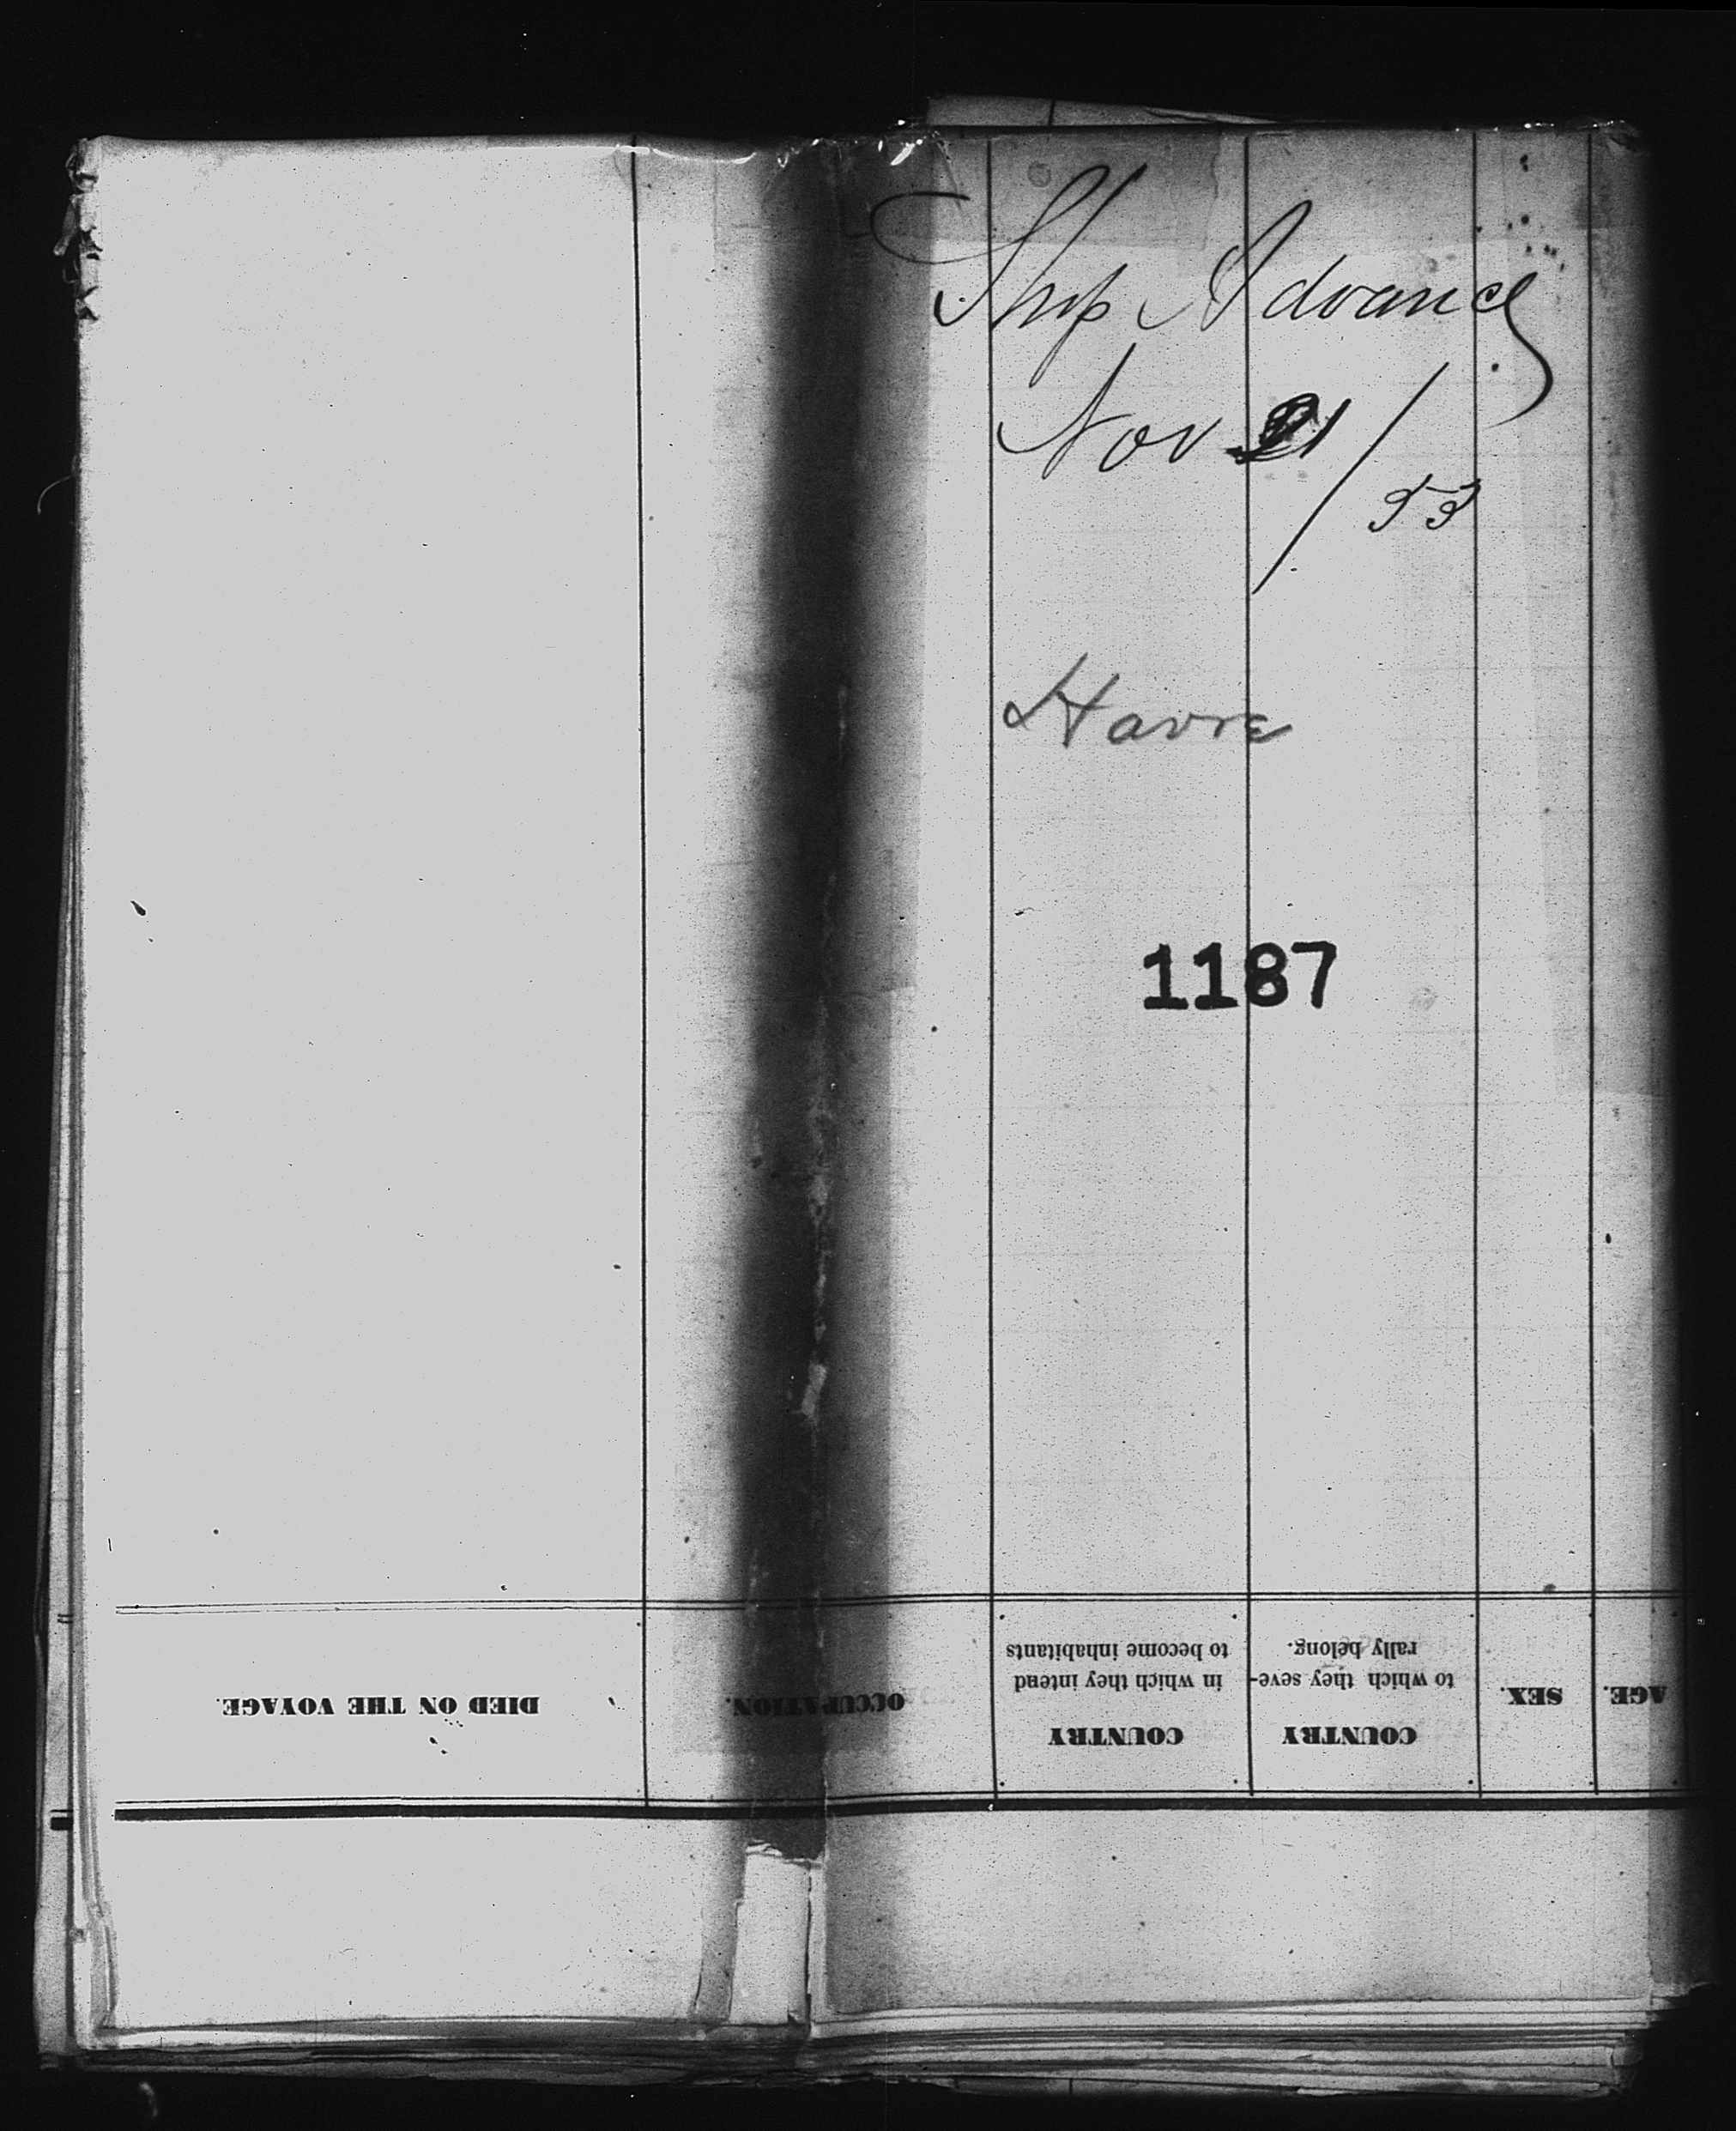 Ship Advance
Nov 21
/ 53
Havre
1187
AGE.
SEX.
COUNTRY
to which they seve-
rally belong.
COUNTRY
in which they intend
to become inhabitants
OCCUPATION.
DIED ON THE VOYAGE.